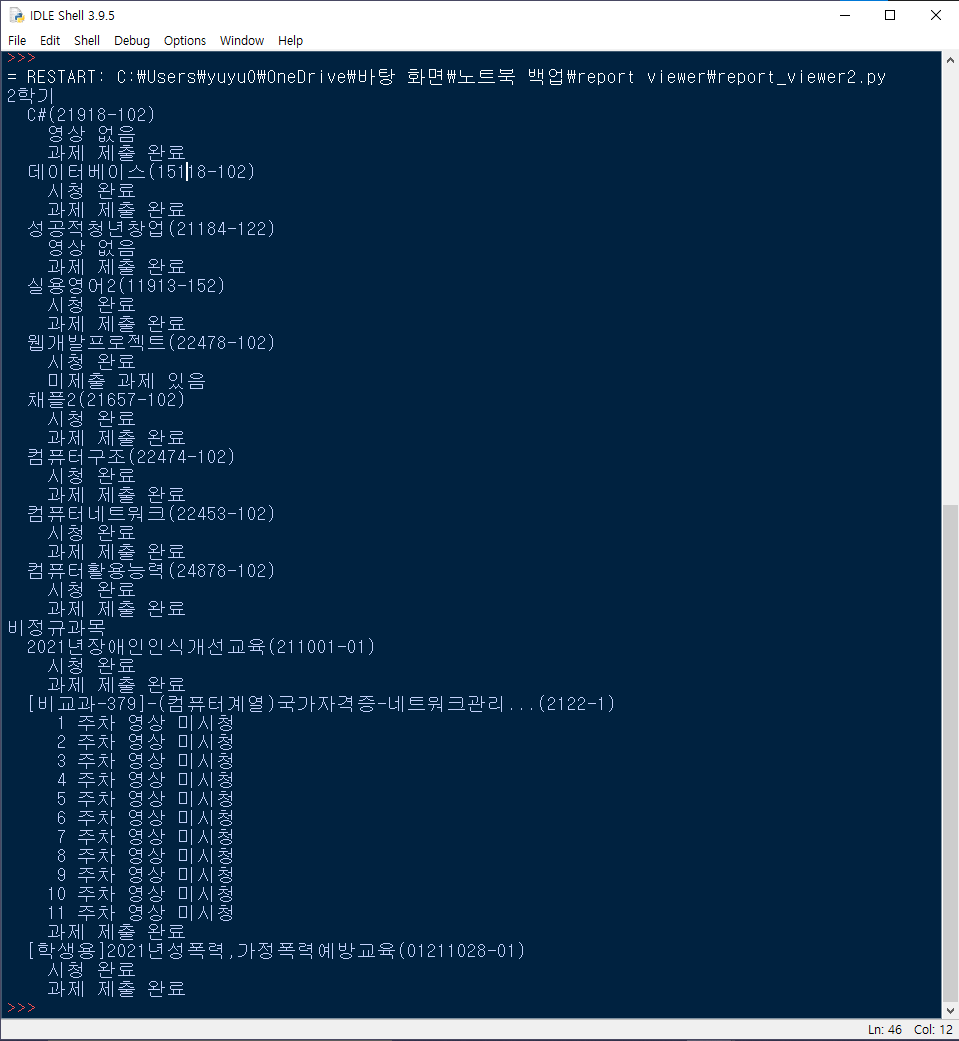 IDLE Shell 3.9.5
File Edit Shell Debug Options Window Help
>>>
= RESTART: C:\Users\yuyu0\OneDrive\바탕 화면\노트북 백업\report viewer\report_viewer2.py
2학기
C#(21918-102)
영상 없음
과제 제출 완료
데이터베이스(15118-102)
시청 완료
과제 제출 완료
성공적청년창업(21184-122)
영상 없음
과제 제출 완료
실용영어2(11913-152)
시청 완료
과제 제출 완료
웹개발프로젝트(22478-102)
시청 완료
미제출 과제 있음
채플2(21657-102)
시청 완료
과제 제출 완료
컴퓨터구조(22474-102)
시청 완료
과제 제출 완료
컴퓨터네트워크(22453-102)
시청 완료
과제 제출 완료
컴퓨터활용능력(24878-102)
시청 완료
과제 제출 완료
비정규과목
2021년장애인인식개선교육(211001-01)
시청 완료
과제 제출 완료
[비교과-379]-(컴퓨터계열)국가자격증-네트워크관리...(2122-1)
1 주차 영상 미시청
2 주차 영상 미시청
3 주차 영상 미시청
4 주차 영상 미시청
5 주차 영상 미시청
6 주차 영상 미시청
7 주차 영상 미시청
8 주차 영상 미시청
9 주차 영상 미시청
10 주차 영상 미시청
11 주차 영상 미시청
과제 제출 완료
[학생용]2021년성폭력,가정폭력예방교육(01211028-01)
시청 완료
과제 제출 완료
>>>
Ln: 46 Col: 12